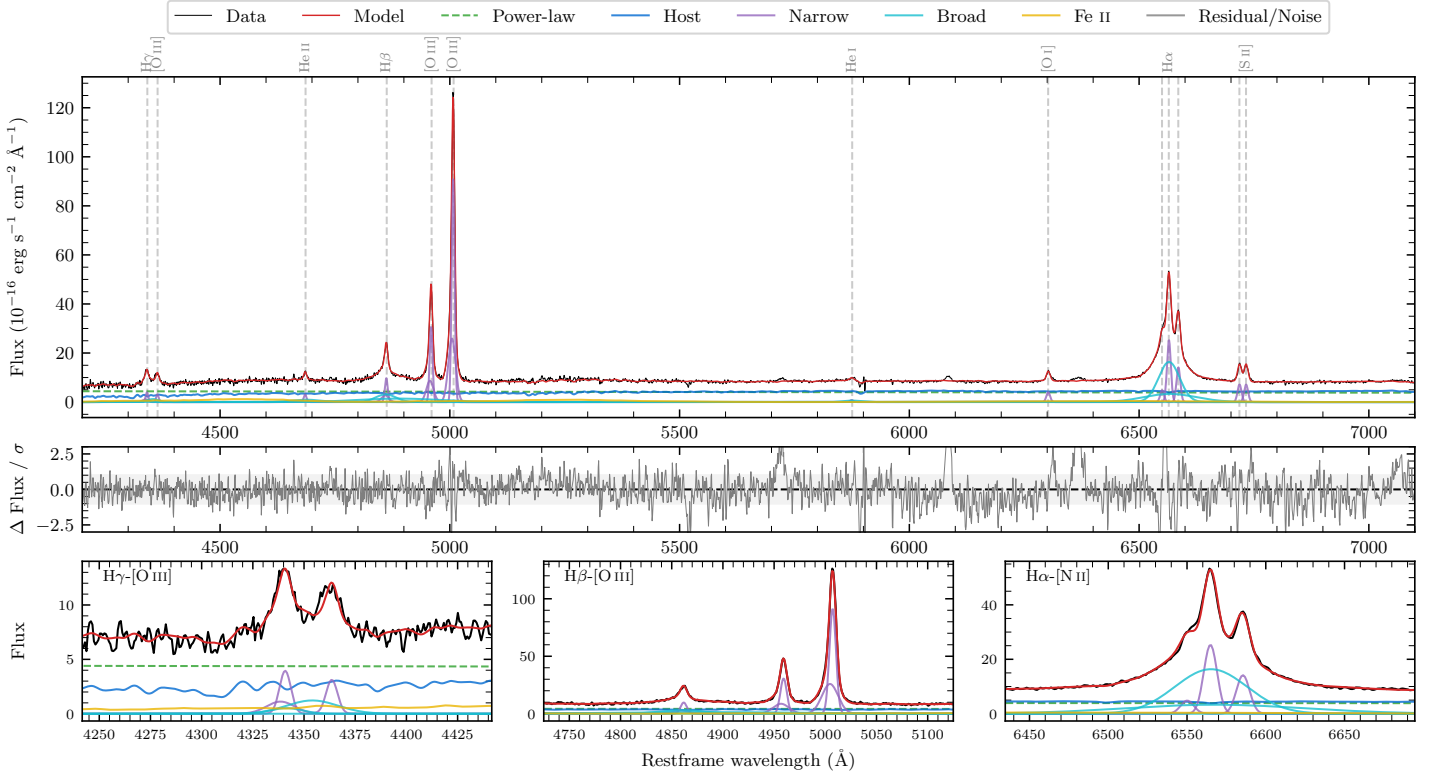 Data Model Power-law Host Narrow Broad Fe II Residual/Noise
Hγ [O III] He II Hβ [O III] [O III] He I [O I] Hα [S II]
Flux (10⁻¹⁶ erg s⁻¹ cm⁻² Å⁻¹)
120
100
80
60
40
20
0
4500 5000 5500 6000 6500 7000
Δ Flux / σ
2.5
0.0
−2.5
4500 5000 5500 6000 6500 7000
Flux
Hγ-[O III]
10
5
0
4250 4275 4300 4325 4350 4375 4400 4425
Hβ-[O III]
100
50
0
4750 4800 4850 4900 4950 5000 5050 5100
Hα-[N II]
40
20
0
6450 6500 6550 6600 6650
Restframe wavelength (Å)